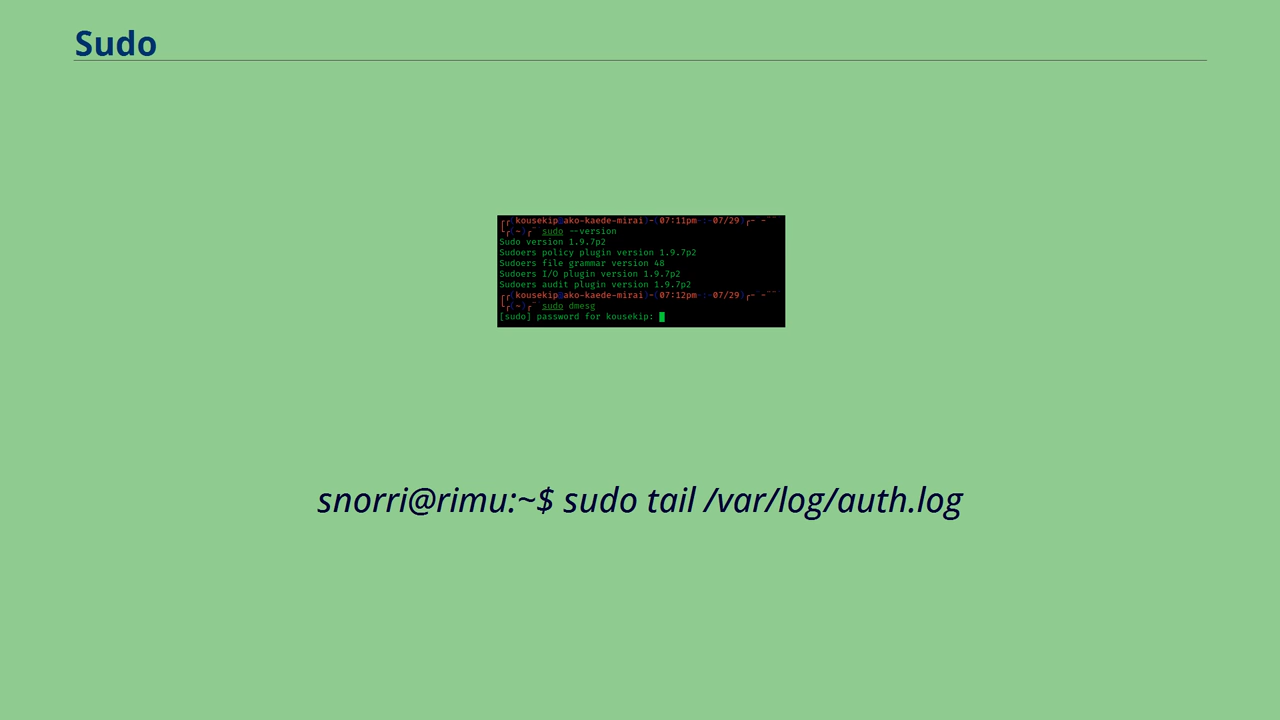 Sudo
┌┌(kousekip@ako-kaede-mirai)-(07:11pm-:-07/29)┌- -¯¯
└┌(~)┌¯ sudo --version
Sudo version 1.9.7p2
Sudoers policy plugin version 1.9.7p2
Sudoers file grammar version 48
Sudoers I/O plugin version 1.9.7p2
Sudoers audit plugin version 1.9.7p2
┌┌(kousekip@ako-kaede-mirai)-(07:12pm-:-07/29)┌- -¯¯
└┌(~)┌¯ sudo dmesg
[sudo] password for kousekip:
snorri@rimu:~$ sudo tail /var/log/auth.log